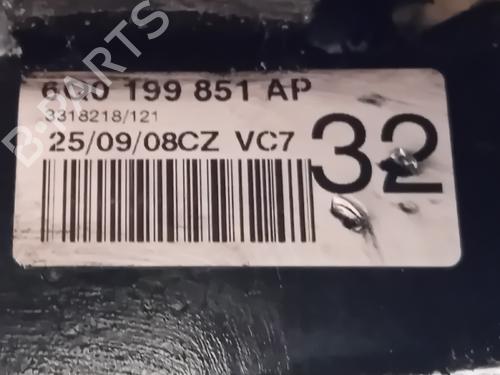 B-PARTS
6Q0 199 851 AP
3318218/121
25/09/08CZ VC7
32